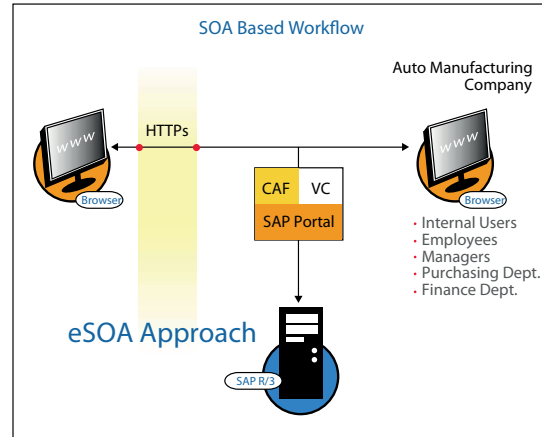 SOA Based Workflow
Auto Manufacturing
Company
HTTPs
www
www
Browser
Browser
CAF
VC
SAP Portal
• Internal Users
• Employees
• Managers
• Purchasing Dept.
• Finance Dept.
eSOA Approach
SAP R/3